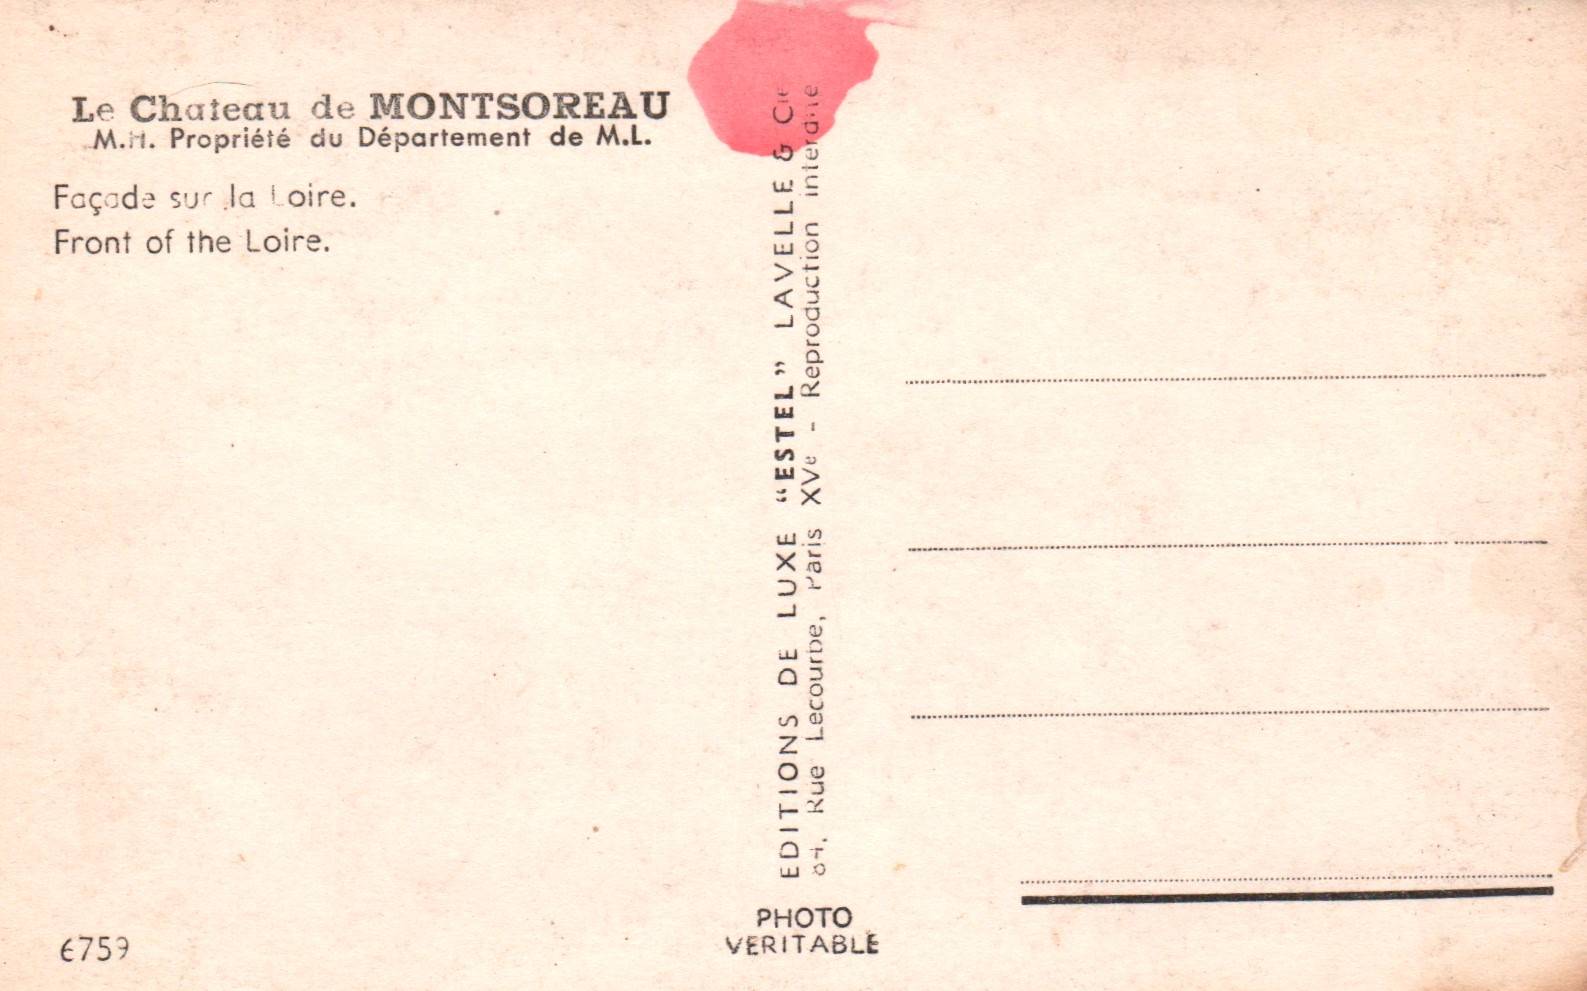 Le Chateau de MONTSOREAU
M.H. Propriété du Département de M.L.
Façade sur la Loire.
Front of the Loire.
EDITIONS DE LUXE “ESTEL” LAVELLE & Cie
Rue Lecourbe, Paris XVe - Reproduction interdite
PHOTO
VERITABLE
6759